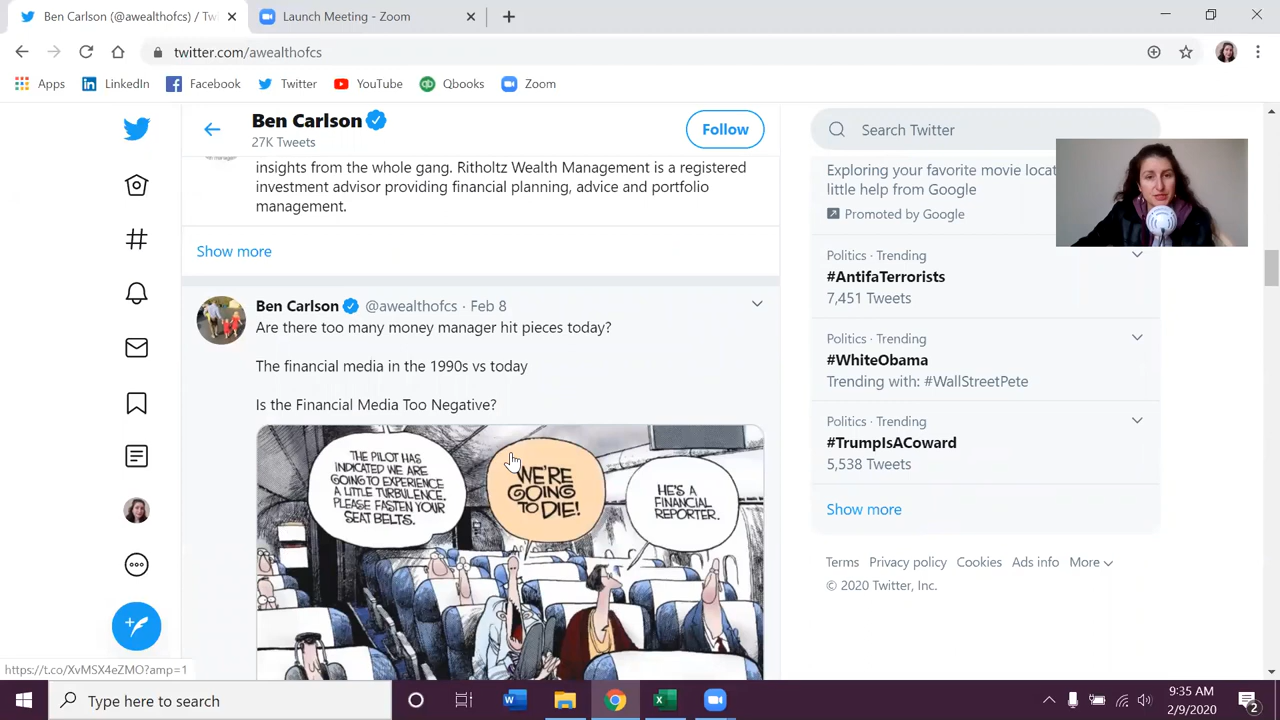 Ben Carlson (@awealthofcs) / Twi
Launch Meeting - Zoom
twitter.com/awealthofcs
Apps
LinkedIn
Facebook
Twitter
YouTube
Qbooks
Zoom
Ben Carlson
27K Tweets
Follow
insights from the whole gang. Ritholtz Wealth Management is a registered
investment advisor providing financial planning, advice and portfolio
management.
Show more
Ben Carlson @awealthofcs · Feb 8
Are there too many money manager hit pieces today?
The financial media in the 1990s vs today
Is the Financial Media Too Negative?
THE PILOT HAS
INDICATED WE ARE
GOING TO EXPERIENCE
A LITTLE TURBULENCE.
PLEASE FASTEN YOUR
SEAT BELTS.
WE'RE
GOING
TO DIE!
HE'S A
FINANCIAL
REPORTER.
Search Twitter
Exploring your favorite movie locat
little help from Google
Promoted by Google
Politics · Trending
#AntifaTerrorists
7,451 Tweets
Politics · Trending
#WhiteObama
Trending with: #WallStreetPete
Politics · Trending
#TrumpIsACoward
5,538 Tweets
Show more
Terms Privacy policy Cookies Ads info More
© 2020 Twitter, Inc.
https://t.co/XvMSX4eZMO?amp=1
Type here to search
9:35 AM
2/9/2020
2